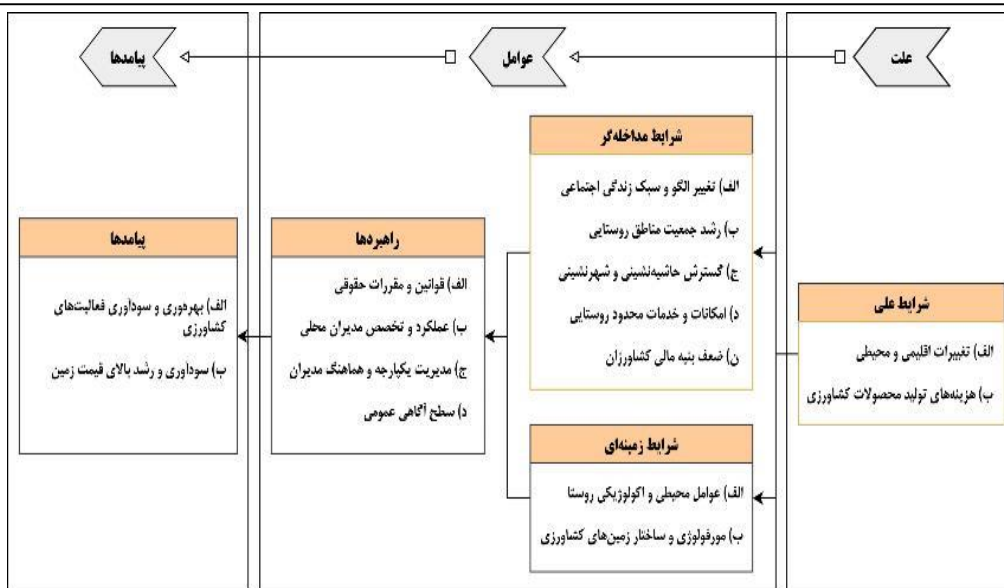 علت
عوامل
پیامدها
شرایط علی
الف) تغییرات اقلیمی و محیطی
ب) هزینه‌های تولید محصولات کشاورزی
شرایط مداخله‌گر
الف) تغییر الگو و سبک زندگی اجتماعی
ب) رشد جمعیت مناطق روستایی
ج) گسترش حاشیه‌نشینی و شهرنشینی
د) امکانات و خدمات محدود روستایی
ن) ضعف بنیه مالی کشاورزان
شرایط زمینه‌ای
الف) عوامل محیطی و اکولوژیکی روستا
ب) مورفولوژی و ساختار زمین‌های کشاورزی
راهبردها
الف) قوانین و مقررات حقوقی
ب) عملکرد و تخصص مدیران محلی
ج) مدیریت یکپارچه و هماهنگ مدیران
د) سطح آگاهی عمومی
پیامدها
الف) بهره‌وری و سودآوری فعالیت‌های
کشاورزی
ب) سودآوری و رشد بالای قیمت زمین